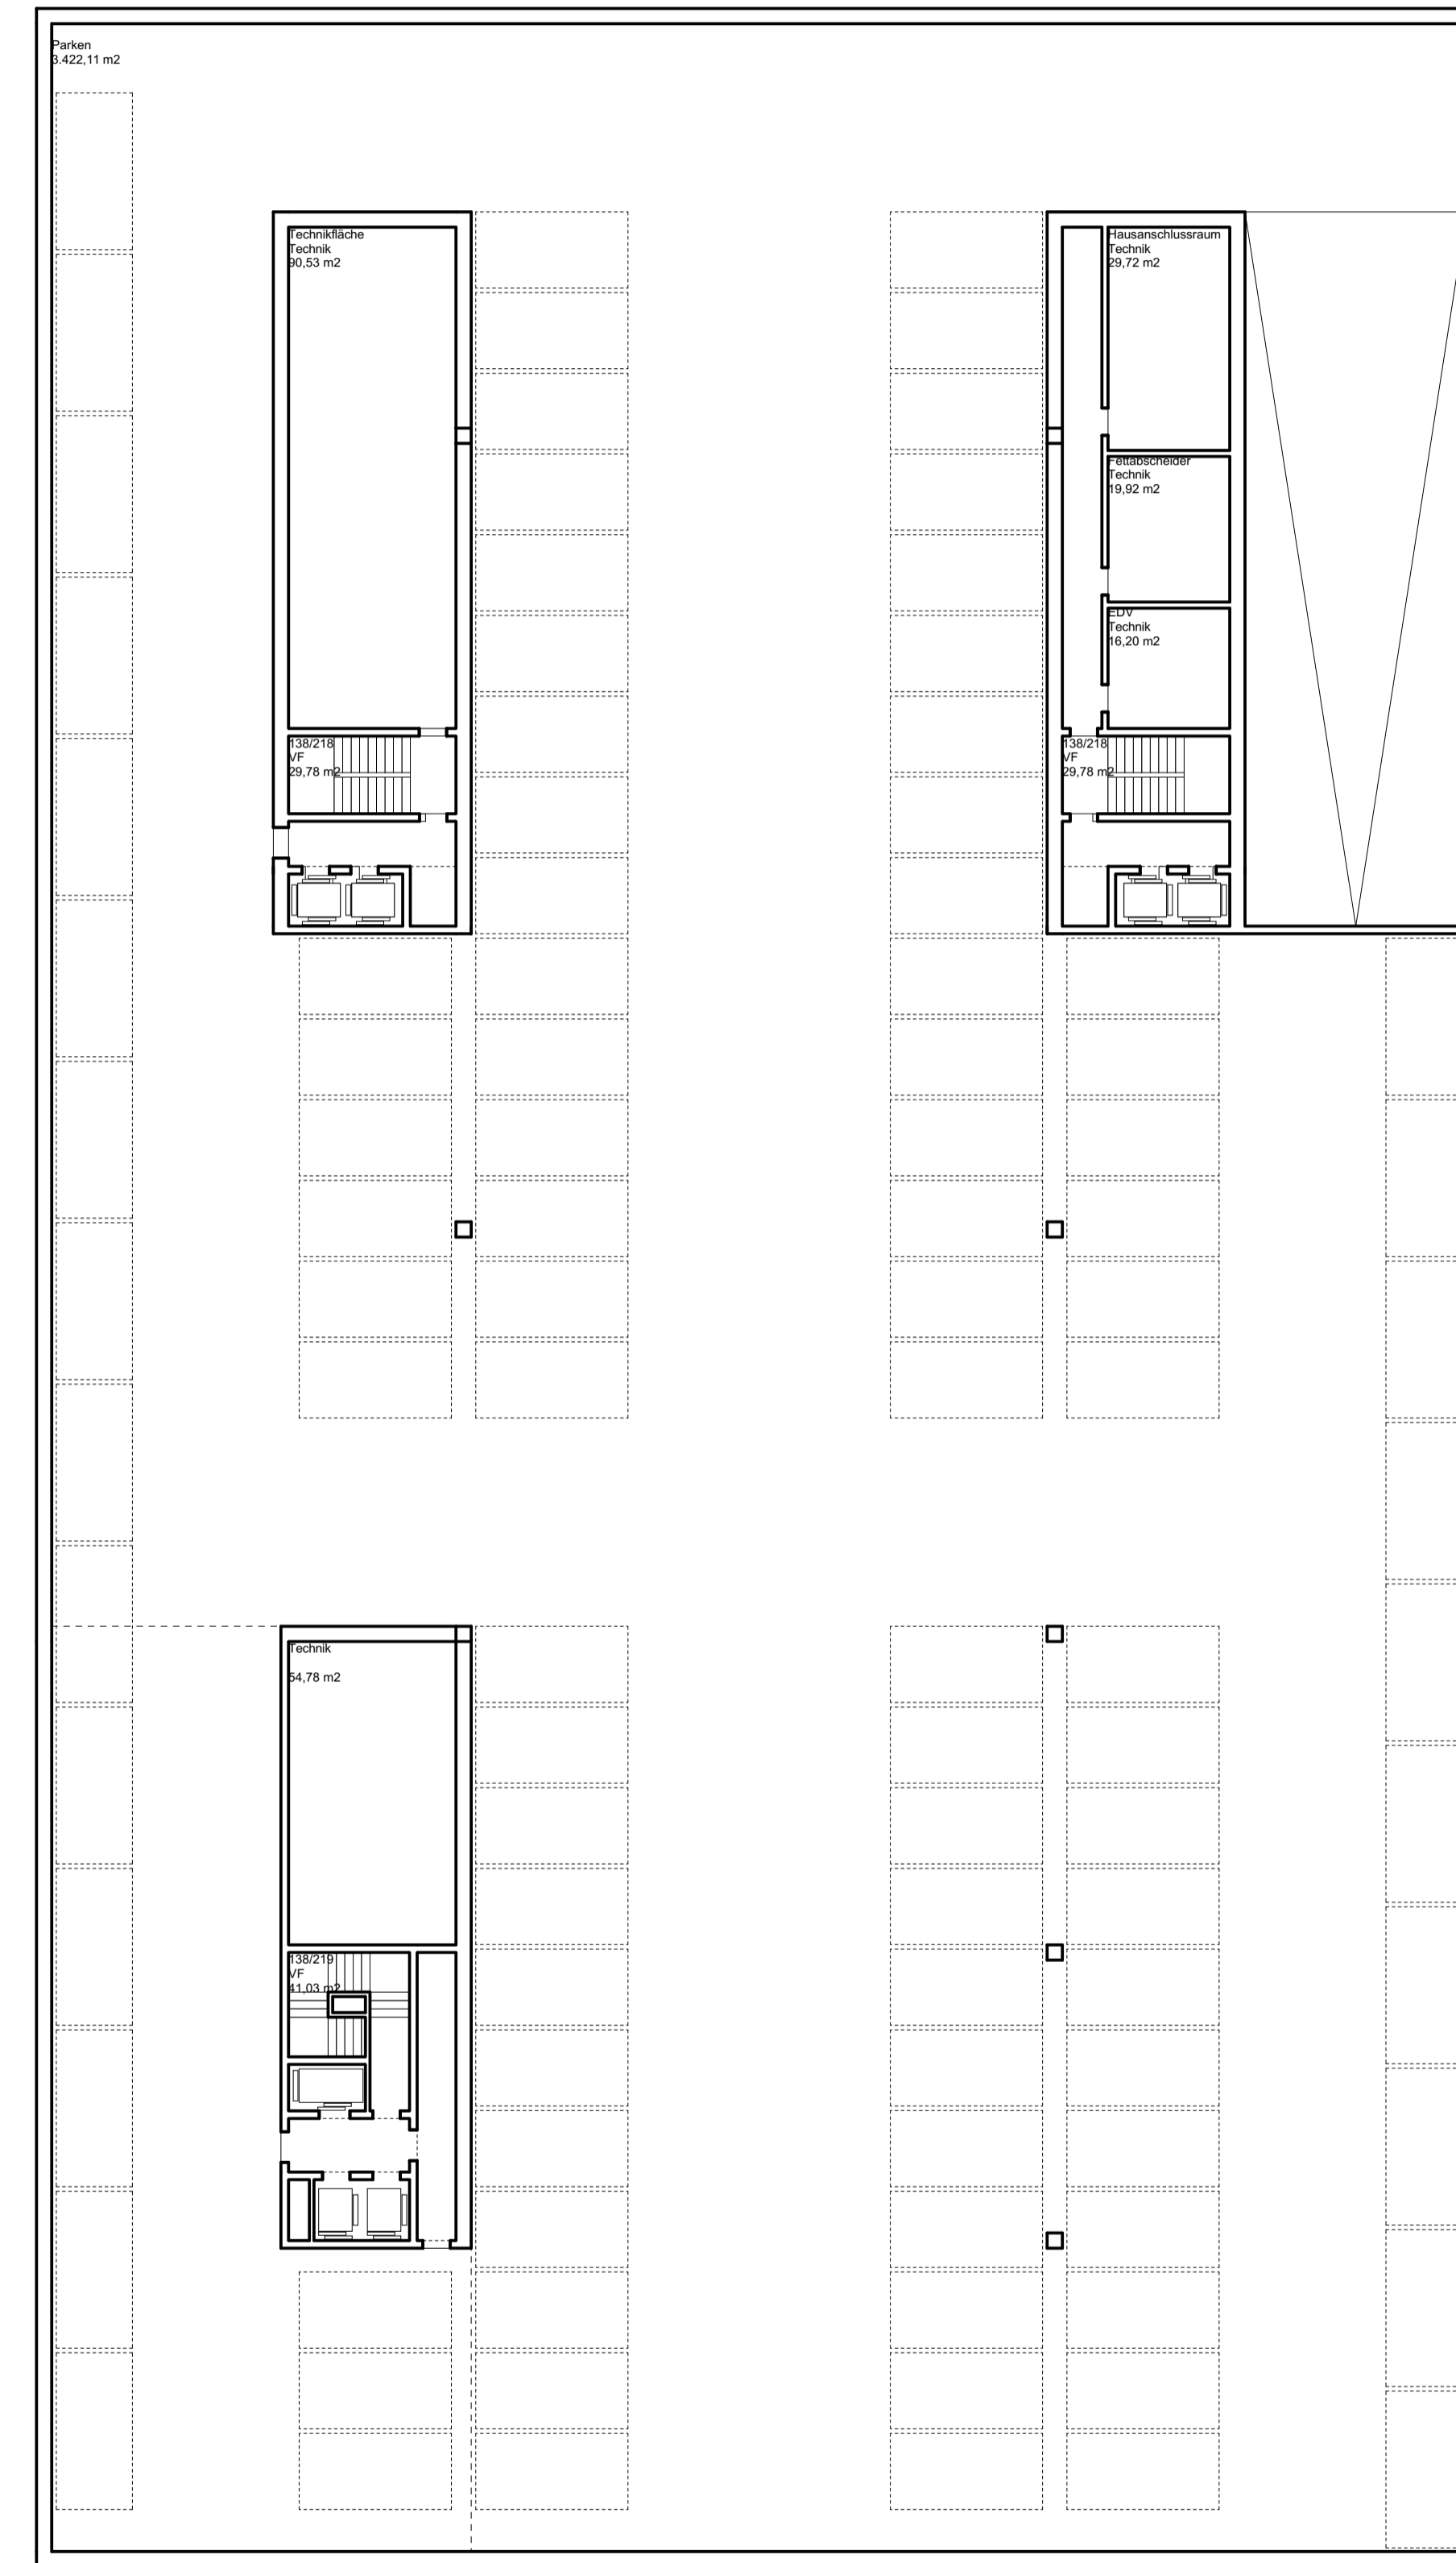 Parken
3.422,11 m2
Technikfläche
Technik
90,53 m2
Hausanschlussraum
Technik
29,72 m2
Fettabscheider
Technik
19,92 m2
EDV
Technik
16,20 m2
138/218
VF
29,78 m2
138/218
VF
29,78 m2
Technik
54,78 m2
138/219
VF
41,03 m2